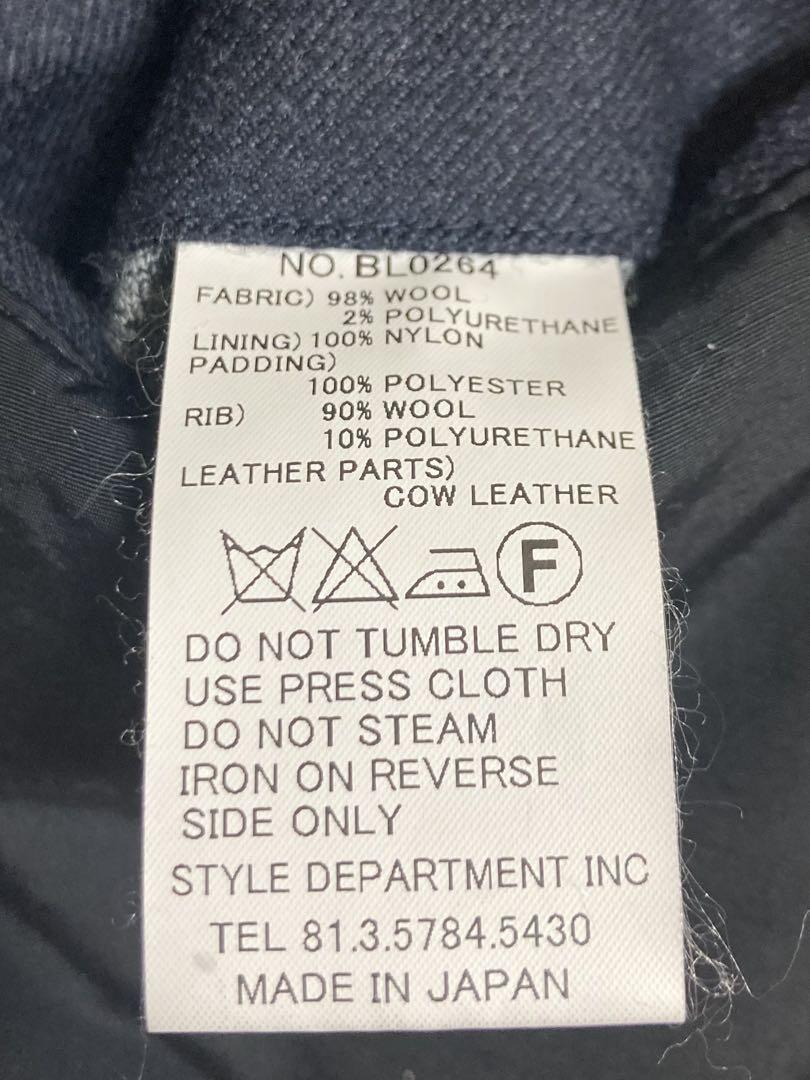 NO. BL0264
FABRIC) 98% WOOL
2% POLYURETHANE
LINING) 100% NYLON
PADDING)
100% POLYESTER
RIB) 90% WOOL
10% POLYURETHANE
LEATHER PARTS)
COW LEATHER
F
DO NOT TUMBLE DRY
USE PRESS CLOTH
DO NOT STEAM
IRON ON REVERSE
SIDE ONLY
STYLE DEPARTMENT INC
TEL 81.3.5784.5430
MADE IN JAPAN